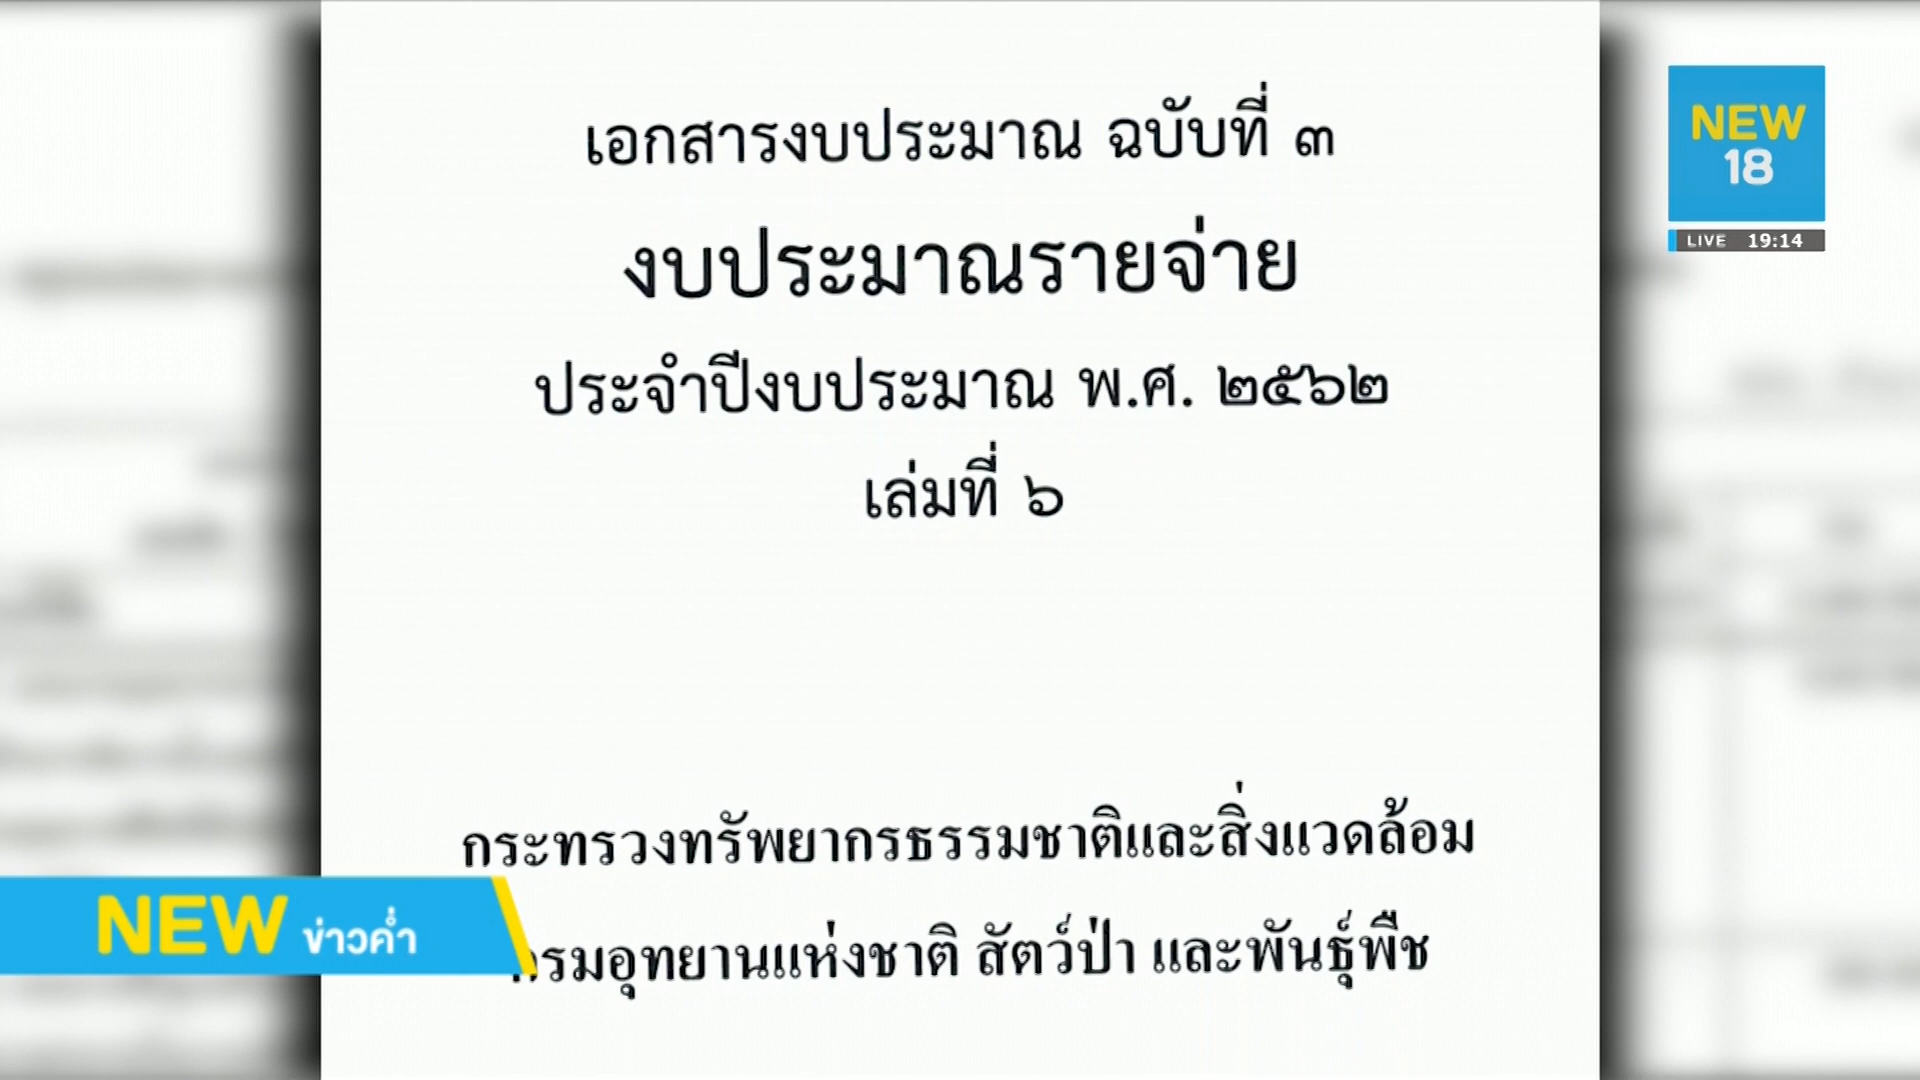 เอกสารงบประมาณ ฉบับที่ ๓
NEW
18
งบประมาณรายจ่าย
LIVE 19:14
ประจำปีงบประมาณ พ.ศ. ๒๕๖๒
เล่มที่ ๖
กระทรวงทรัพยากรธรรมชาติและสิ่งแวดล้อม
NEW ข่าวค่ำ
กรมอุทยานแห่งชาติ สัตว์ป่า และพันธุ์พืช